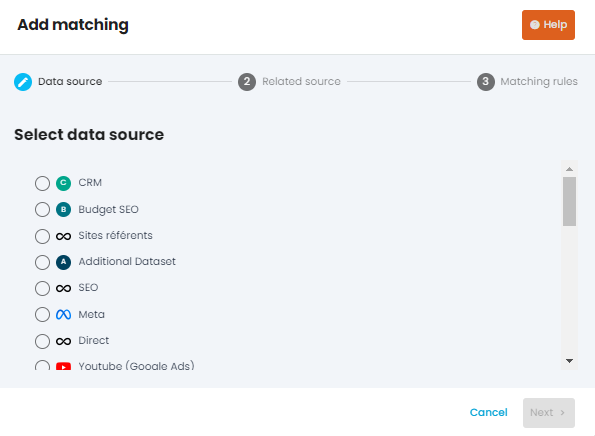 Add matching
Help
Data source
2 Related source
3 Matching rules
Select data source
C CRM
B Budget SEO
Sites référents
A Additional Dataset
SEO
Meta
Direct
Youtube (Google Ads)
Cancel
Next >